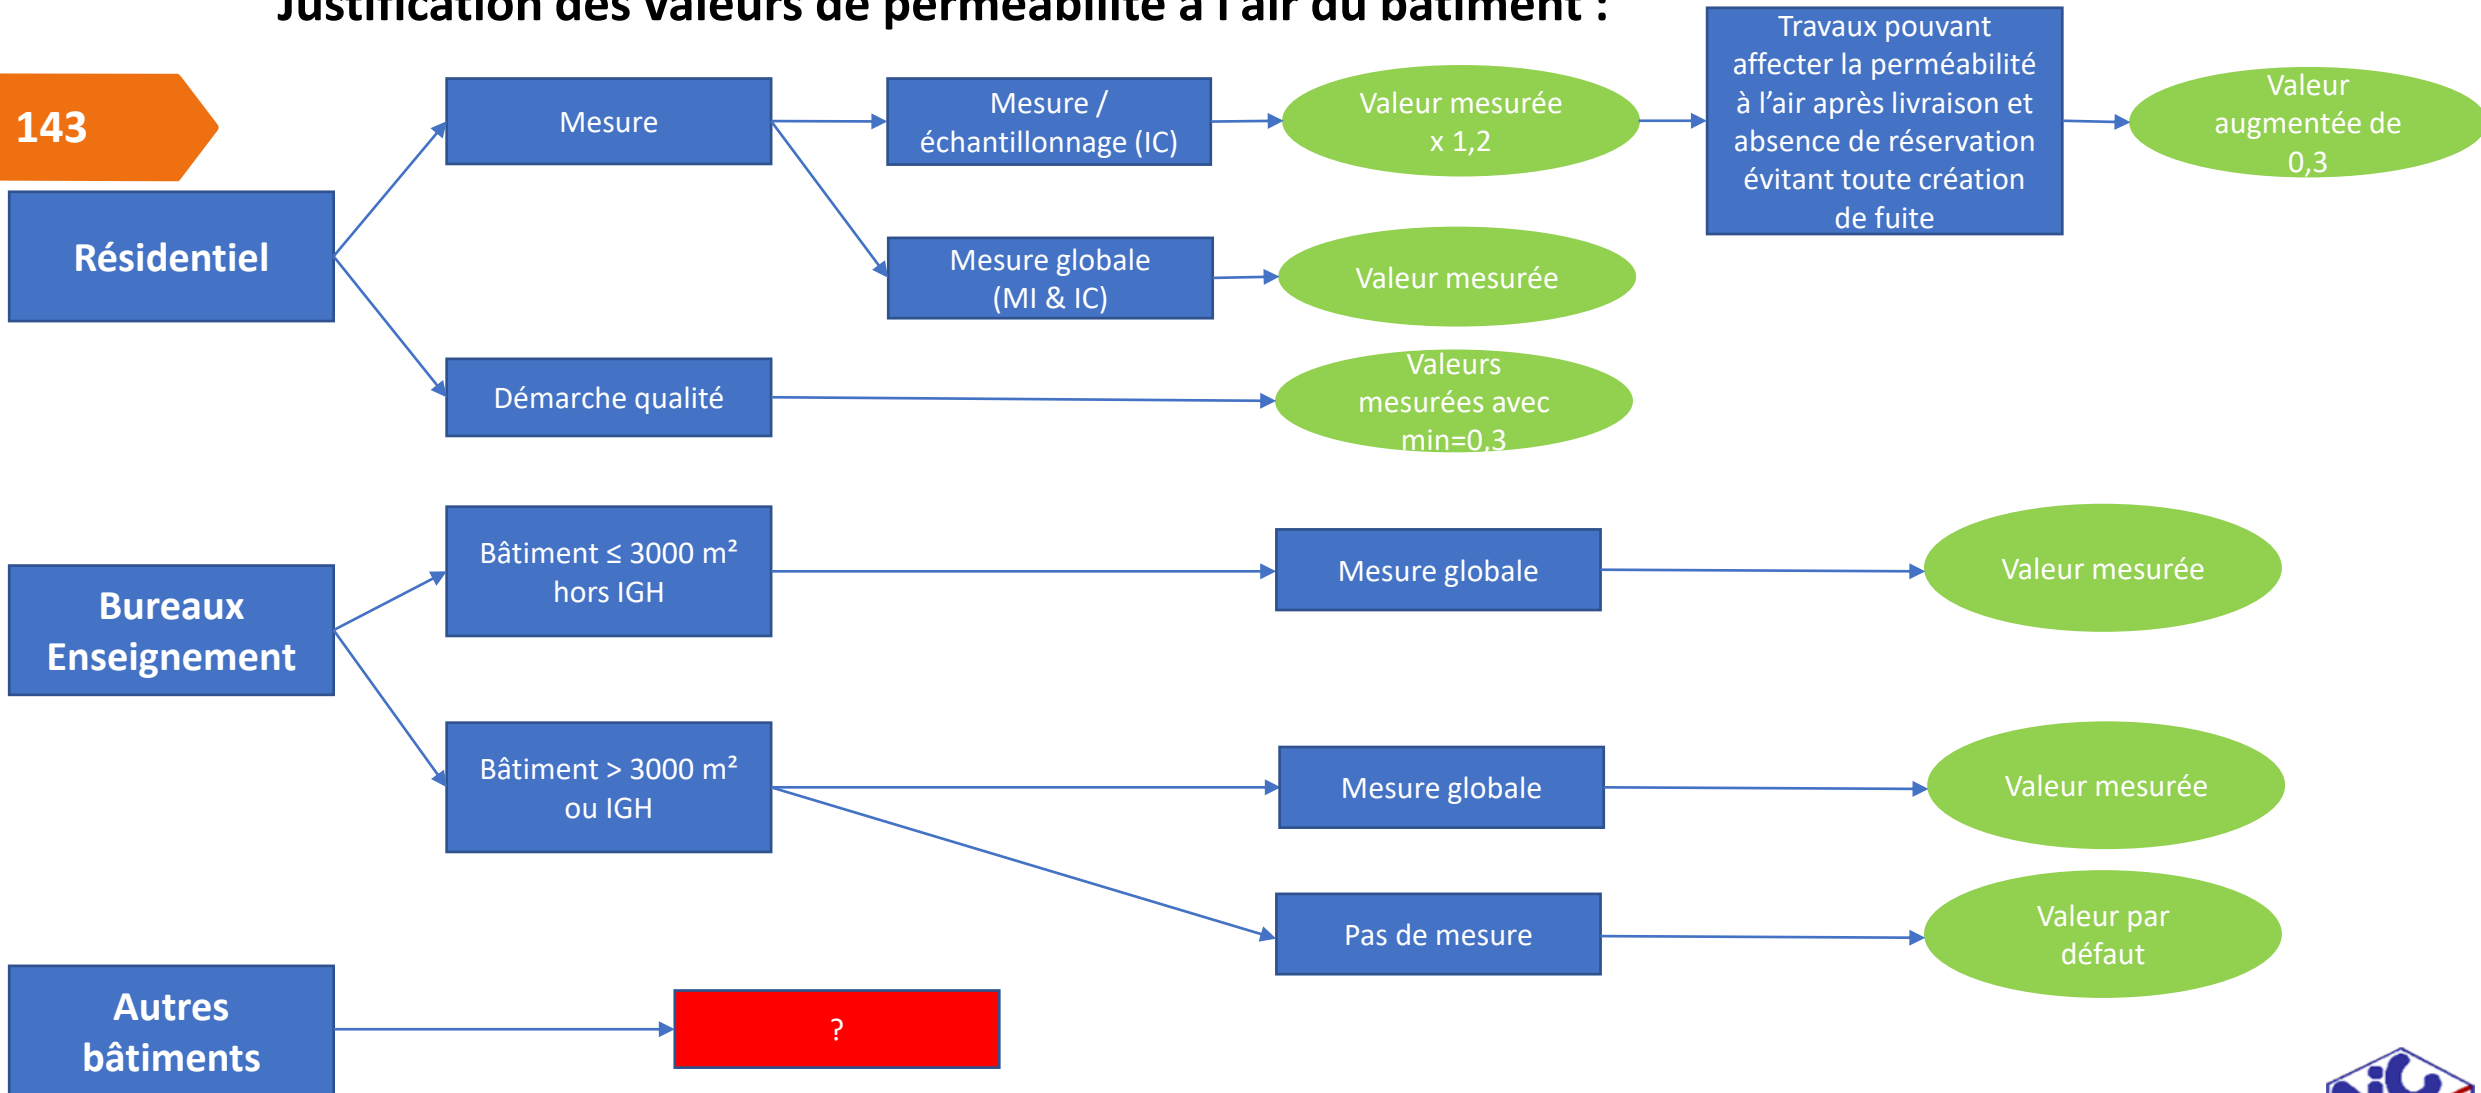 Justification des valeurs de perméabilité à l'air du bâtiment :
143
Résidentiel
Mesure
Mesure /
échantillonnage (IC)
Valeur mesurée
x 1,2
Travaux pouvant
affecter la perméabilité
à l'air après livraison et
absence de réservation
évitant toute création
de fuite
Valeur
augmentée de
0,3
Mesure globale
(MI & IC)
Valeur mesurée
Démarche qualité
Valeurs
mesurées avec
min=0,3
Bureaux
Enseignement
Bâtiment ≤ 3000 m²
hors IGH
Mesure globale
Valeur mesurée
Bâtiment > 3000 m²
ou IGH
Mesure globale
Valeur mesurée
Pas de mesure
Valeur par
défaut
Autres
bâtiments
?